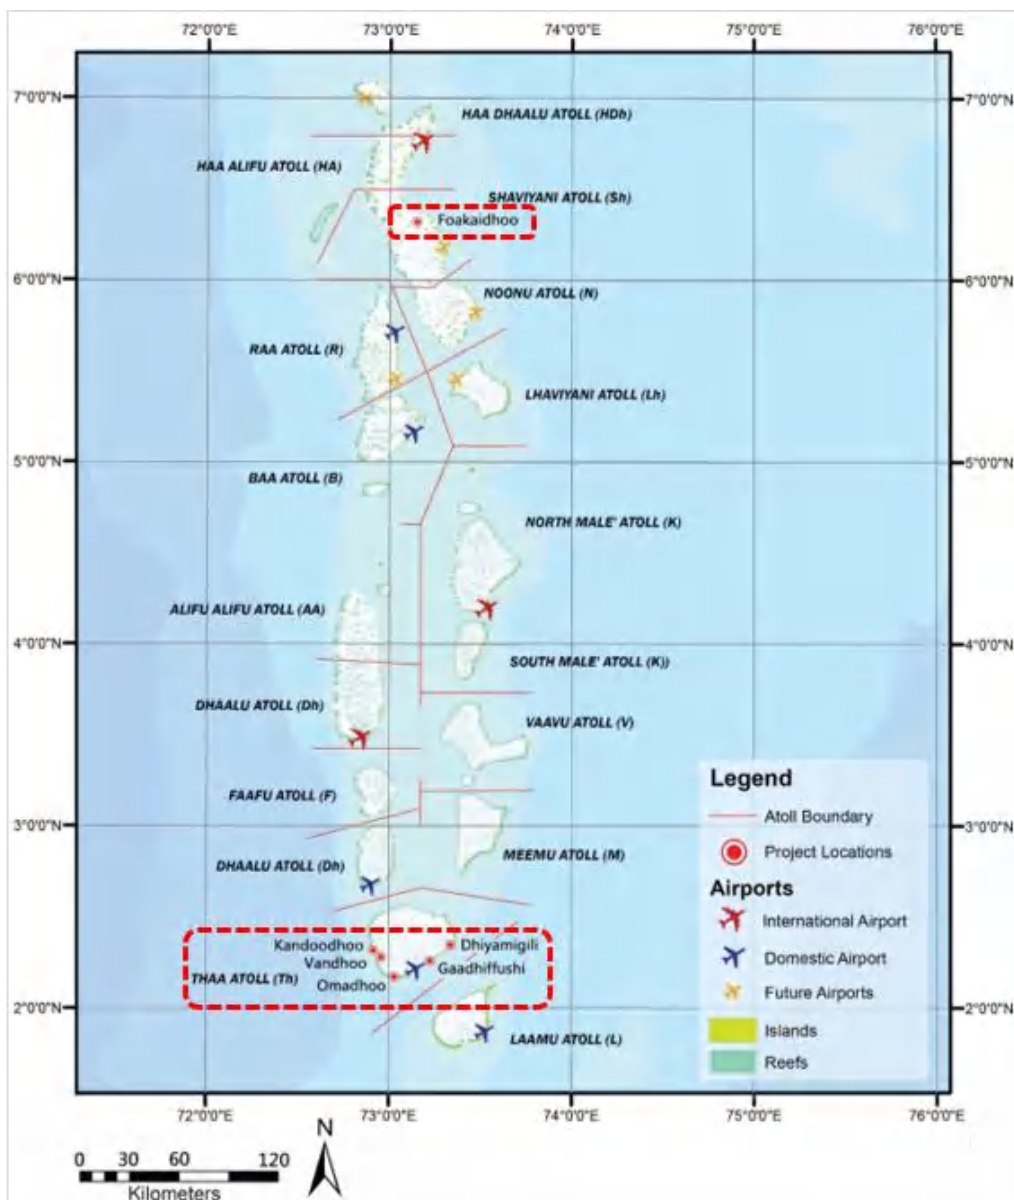 72°0'0"E 73°0'0"E 74°0'0"E 75°0'0"E 76°0'0"E
7°0'0"N 7°0'0"N
HAA DHAALU ATOLL (HDh)
HAA ALIFU ATOLL (HA)
SHAVIYANI ATOLL (Sh)
Foakaidhoo
6°0'0"N 6°0'0"N
NOONU ATOLL (N)
RAA ATOLL (R)
LHAVIYANI ATOLL (Lh)
5°0'0"N 5°0'0"N
BAA ATOLL (B)
NORTH MALE' ATOLL (K)
ALIFU ALIFU ATOLL (AA)
4°0'0"N 4°0'0"N
SOUTH MALE' ATOLL (K))
DHAALU ATOLL (Dh)
VAAVU ATOLL (V)
FAAFU ATOLL (F)
3°0'0"N 3°0'0"N
MEEMU ATOLL (M)
DHAALU ATOLL (Dh)
Kandoodhoo
Dhiyamigili
Vandhoo
Gaadhiffushi
THAA ATOLL (Th)
Omadhoo
2°0'0"N 2°0'0"N
LAAMU ATOLL (L)
Legend
Atoll Boundary
Project Locations
Airports
International Airport
Domestic Airport
Future Airports
Islands
Reefs
72°0'0"E 73°0'0"E 74°0'0"E 75°0'0"E 76°0'0"E
N
0 30 60 120
Kilometers